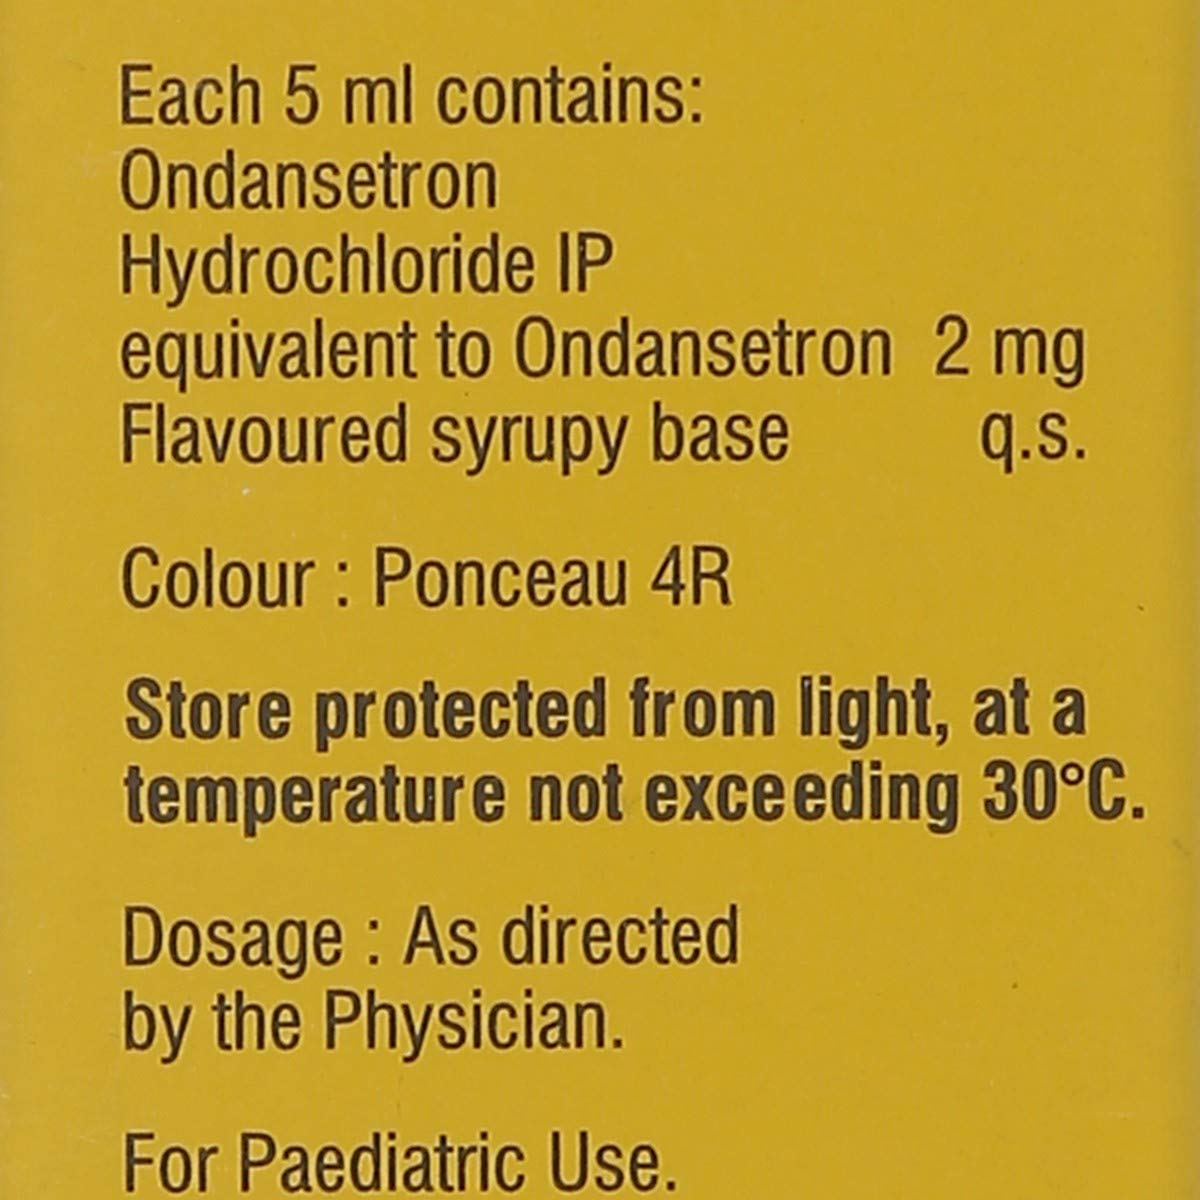 Each 5 ml contains:
Ondansetron
Hydrochloride IP
equivalent to Ondansetron 2 mg
Flavoured syrupy base q.s.
Colour : Ponceau 4R
Store protected from light, at a
temperature not exceeding 30°C.
Dosage : As directed
by the Physician.
For Paediatric Use.